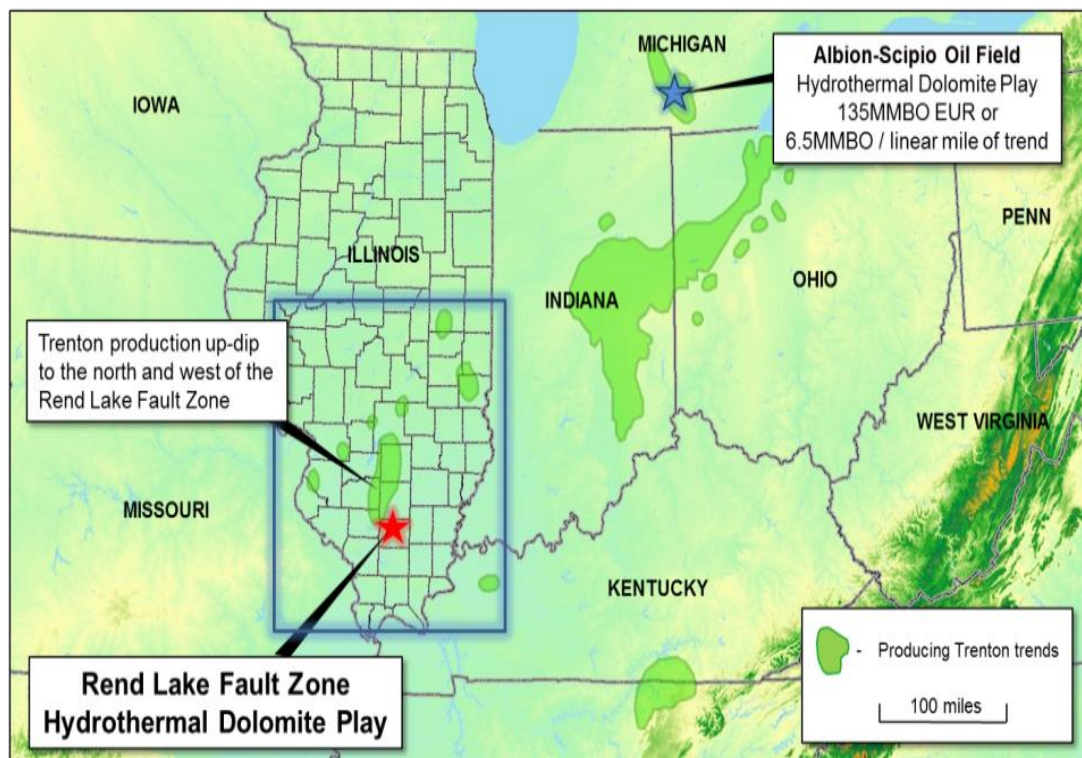 MICHIGAN
Albion-Scipio Oil Field
Hydrothermal Dolomite Play
135MMBO EUR or
6.5MMBO / linear mile of trend
IOWA
PENN
ILLINOIS
INDIANA
OHIO
Trenton production up-dip
to the north and west of the
Rend Lake Fault Zone
WEST VIRGINIA
MISSOURI
KENTUCKY
Rend Lake Fault Zone
Hydrothermal Dolomite Play
- Producing Trenton trends
100 miles